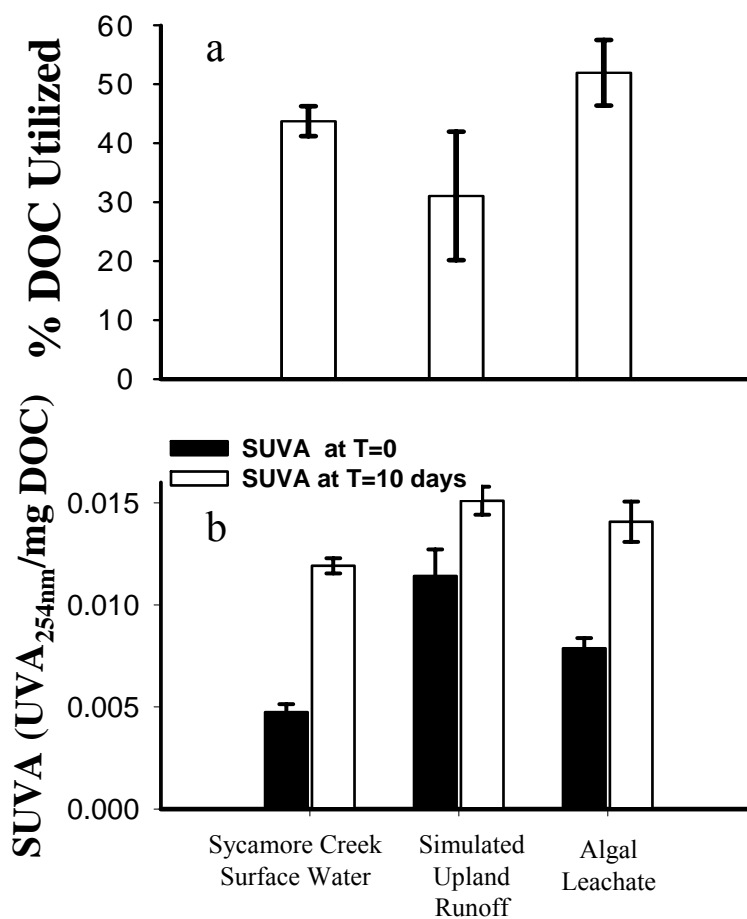 a
% DOC Utilized
60
50
40
30
20
10
0
SUVA at T=0
SUVA at T=10 days
b
SUVA (UVA254nm/mg DOC)
0.015
0.010
0.005
0.000
Sycamore Creek
Surface Water
Simulated
Upland
Runoff
Algal
Leachate